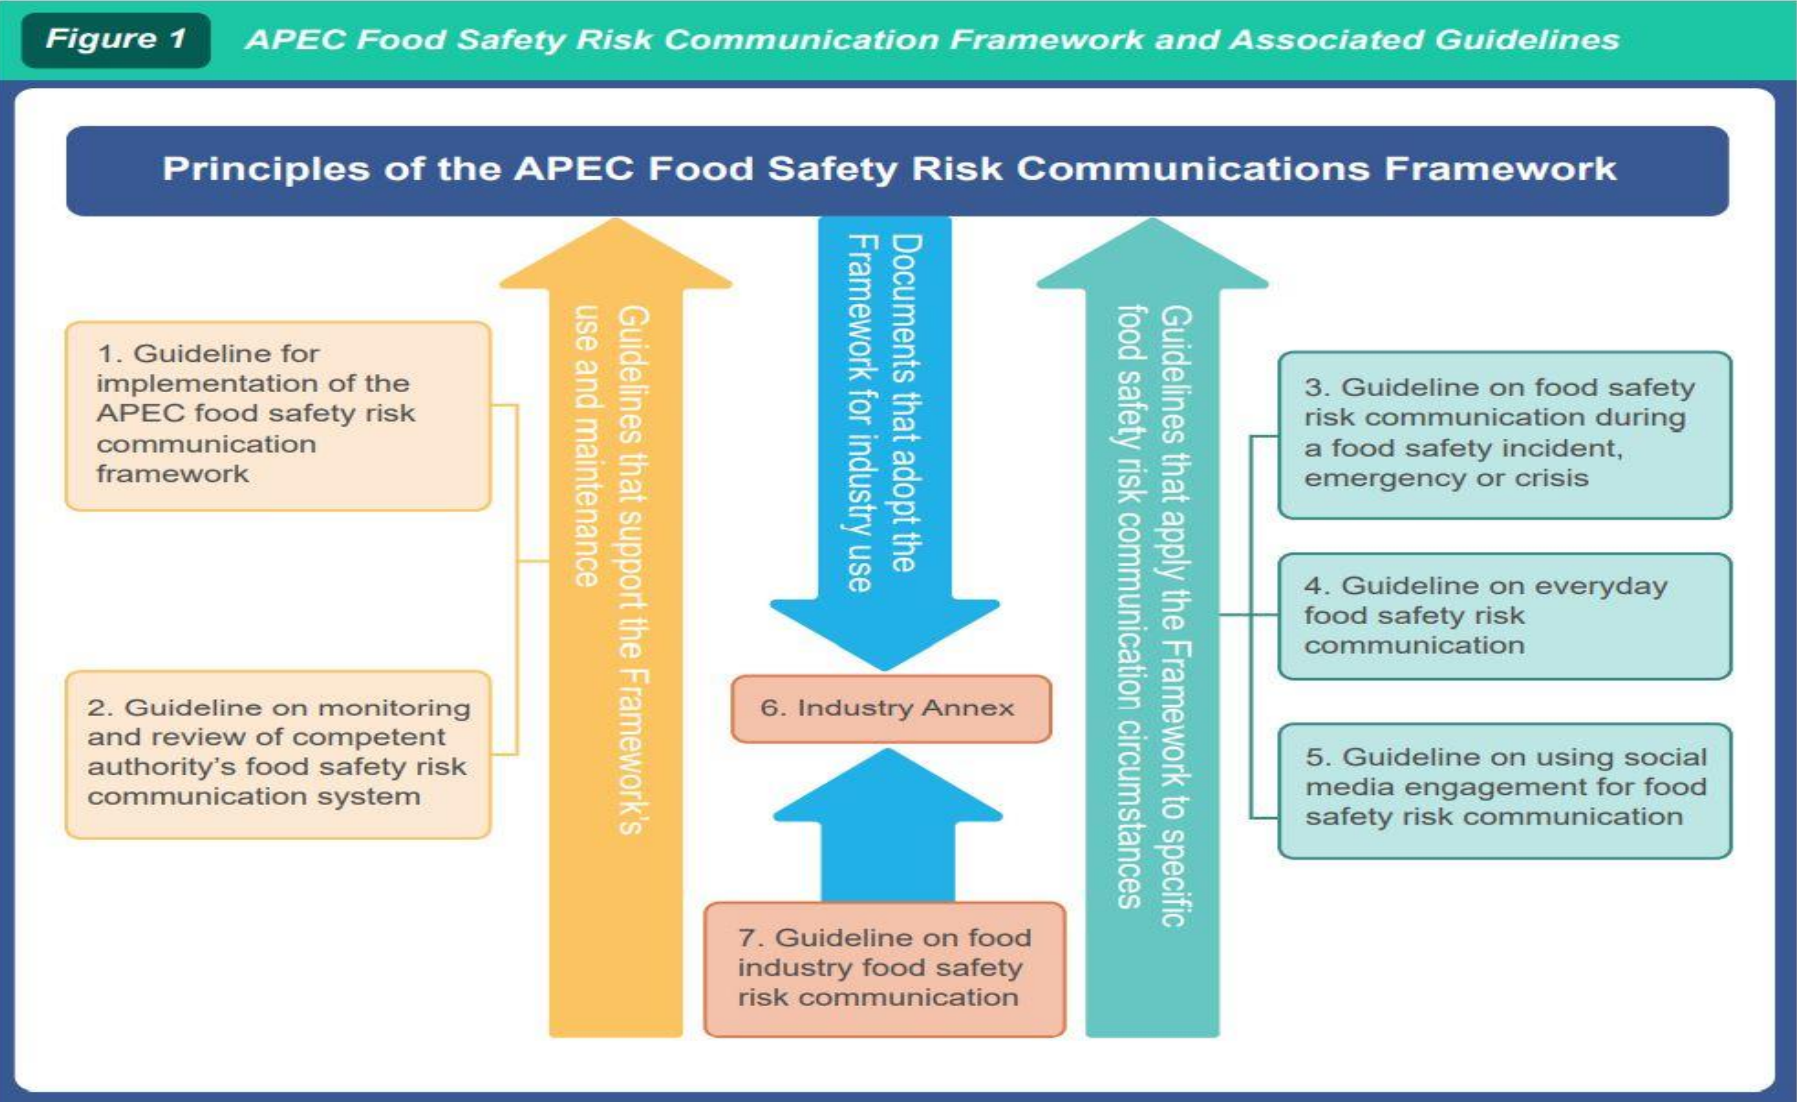 Figure 1
APEC Food Safety Risk Communication Framework and Associated Guidelines
Principles of the APEC Food Safety Risk Communications Framework
1. Guideline for
implementation of the
APEC food safety risk
communication
framework
2. Guideline on monitoring
and review of competent
authority's food safety risk
communication system
Guidelines that support the Framework's
use and maintenance
Documents that adopt the
Framework for industry use
6. Industry Annex
7. Guideline on food
industry food safety
risk communication
Guidelines that apply the Framework to specific
food safety risk communication circumstances
3. Guideline on food safety
risk communication during
a food safety incident,
emergency or crisis
4. Guideline on everyday
food safety risk
communication
5. Guideline on using social
media engagement for food
safety risk communication